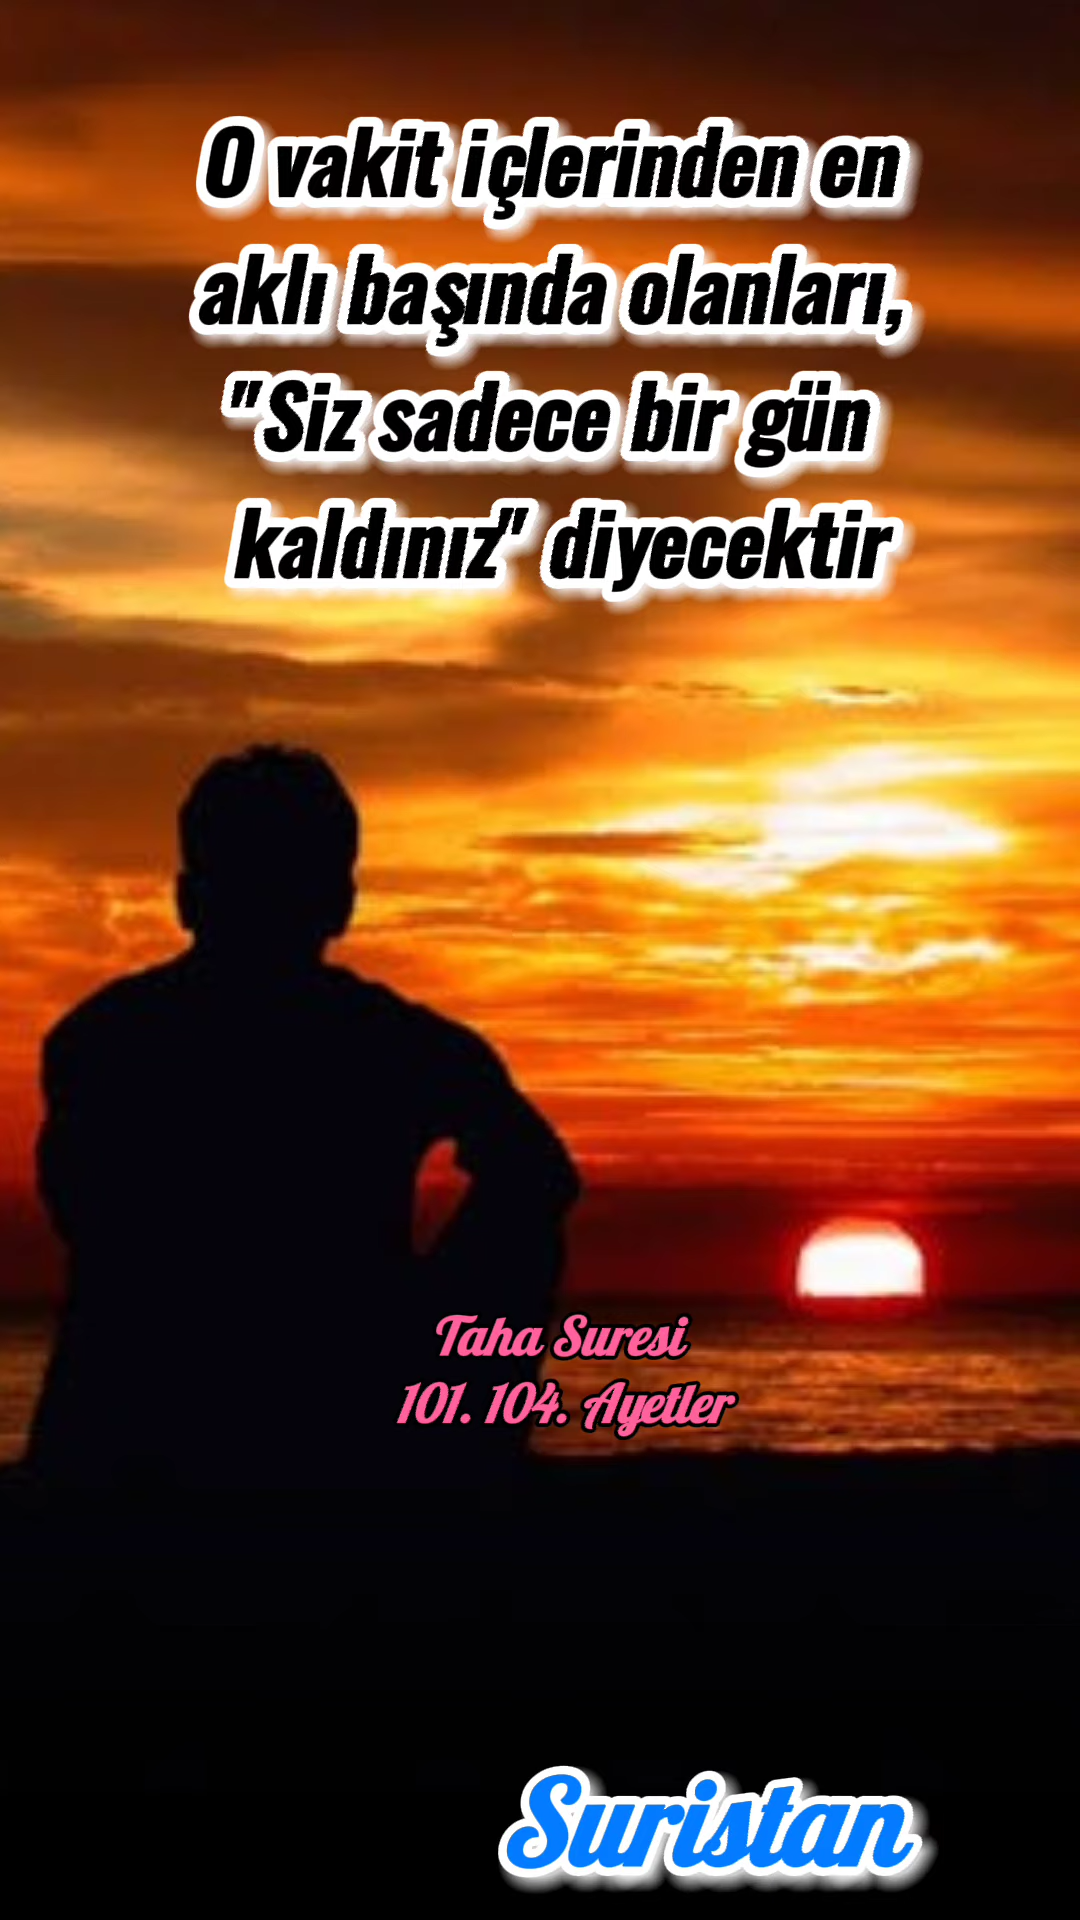 O vakit içlerinden en
aklı başında olanları,
"Siz sadece bir gün
kaldınız" diyecektir
Taha Suresi
101. 104. Ayetler
Suristan